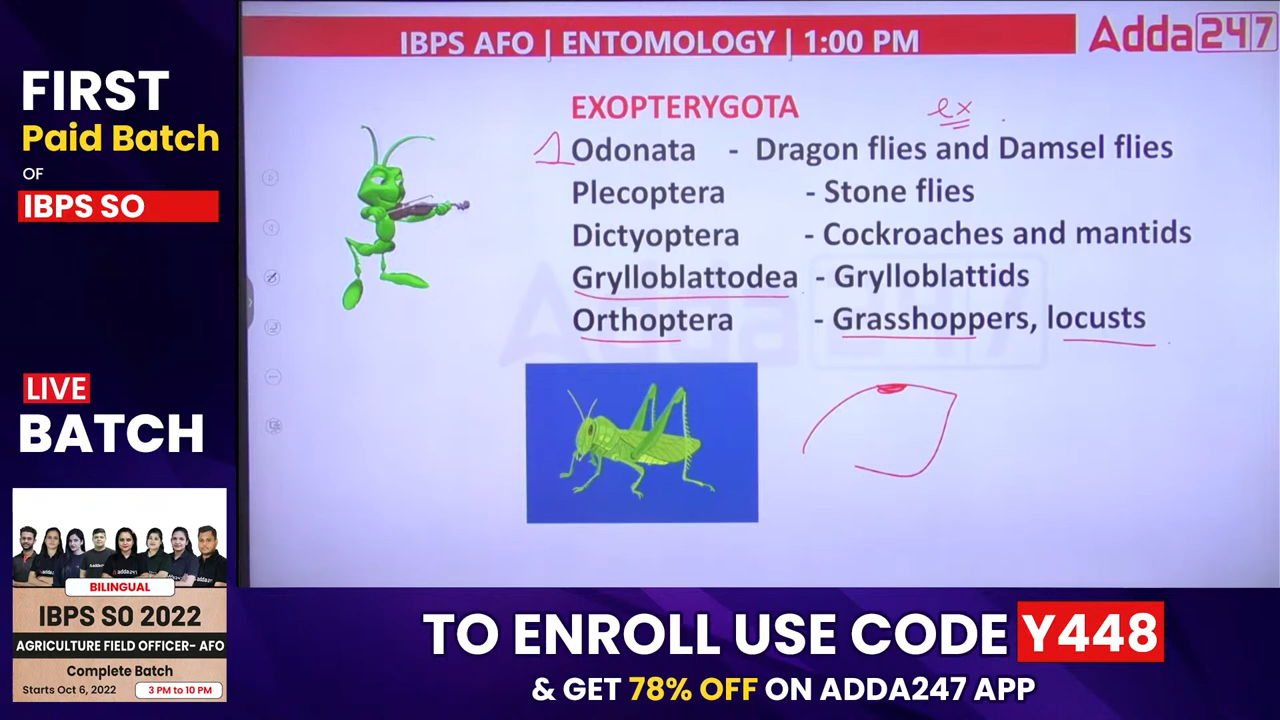 FIRST
Paid Batch
OF
IBPS SO
LIVE
BATCH
adda247
BILINGUAL
IBPS SO 2022
AGRICULTURE FIELD OFFICER- AFO
Complete Batch
Starts Oct 6, 2022 3 PM to 10 PM
IBPS AFO | ENTOMOLOGY | 1:00 PM
Adda247
EXOPTERYGOTA ex
1 Odonata - Dragon flies and Damsel flies
Plecoptera - Stone flies
Dictyoptera - Cockroaches and mantids
Grylloblattodea - Grylloblattids
Orthoptera - Grasshoppers, locusts
Adda247
TO ENROLL USE CODE Y448
& GET 78% OFF ON ADDA247 APP